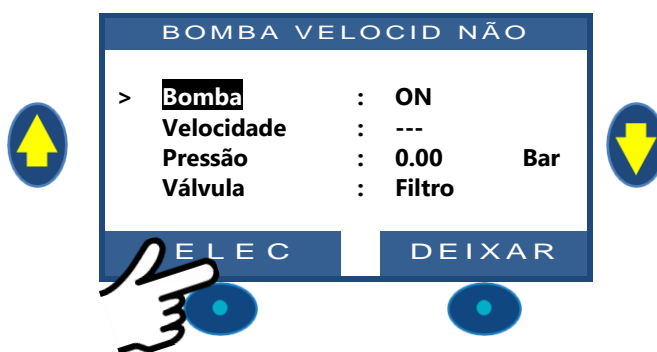 BOMBA VELOCID NÃO
> Bomba : ON
Velocidade : ---
Pressão : 0.00 Bar
Válvula : Filtro
ELEC DEIXAR